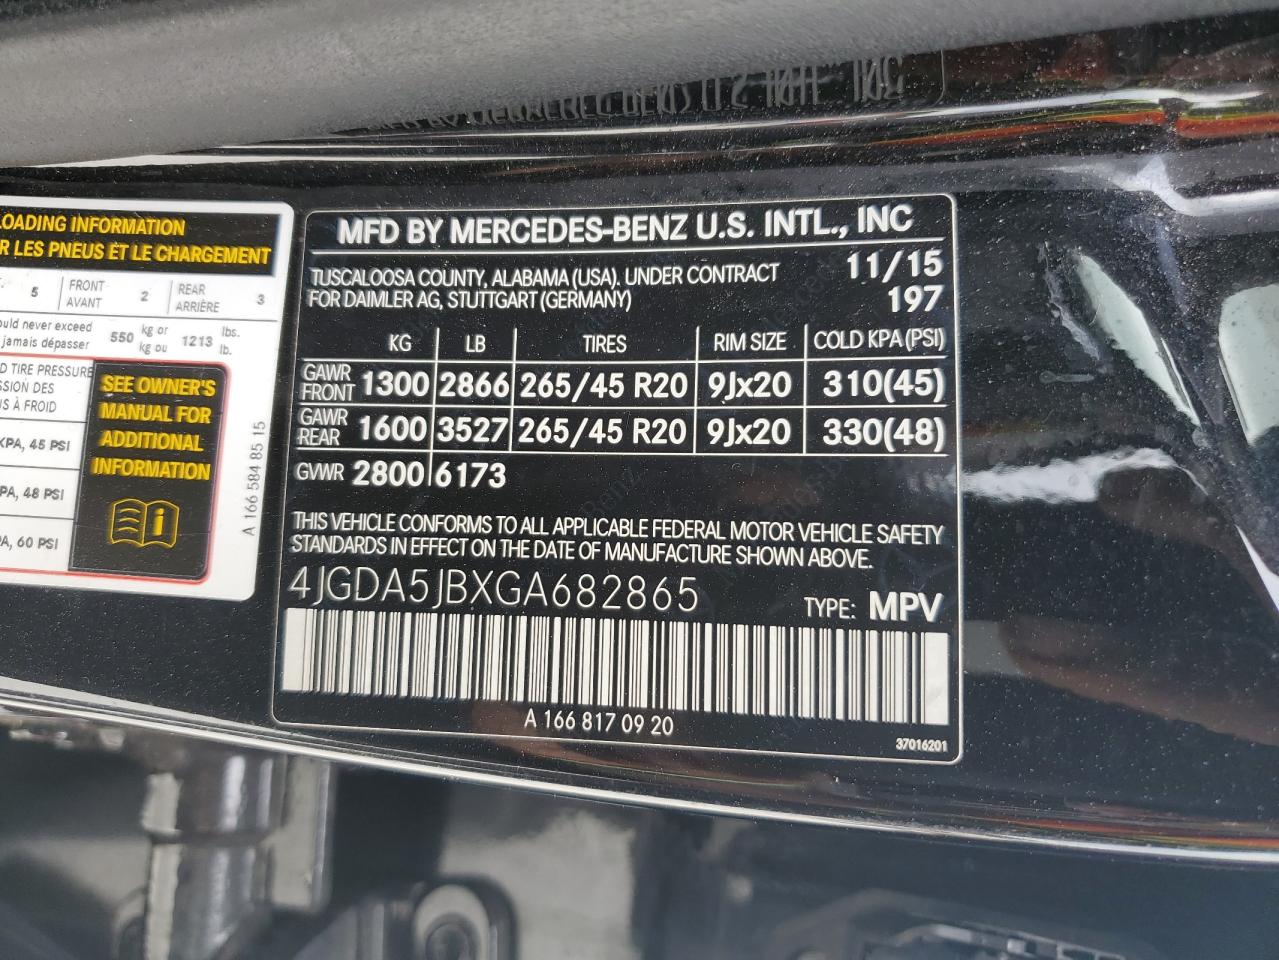 LOADING INFORMATION
R LES PNEUS ET LE CHARGEMENT
5 FRONT AVANT 2 REAR ARRIÈRE 3
ould never exceed
jamais dépasser 550 kg or kg ou 1213 lbs. lb.
D TIRE PRESSURE
SSION DES
S À FROID
KPA, 45 PSI
PA, 48 PSI
A, 60 PSI
SEE OWNER'S
MANUAL FOR
ADDITIONAL
INFORMATION
A 166 584 85 15
MFD BY MERCEDES-BENZ U.S. INTL., INC
TUSCALOOSA COUNTY, ALABAMA (USA). UNDER CONTRACT 11/15
FOR DAIMLER AG, STUTTGART (GERMANY) 197
KG LB TIRES RIM SIZE COLD KPA (PSI)
GAWR FRONT 1300 2866 265/45 R20 9Jx20 310(45)
GAWR REAR 1600 3527 265/45 R20 9Jx20 330(48)
GVWR 2800 6173
THIS VEHICLE CONFORMS TO ALL APPLICABLE FEDERAL MOTOR VEHICLE SAFETY
STANDARDS IN EFFECT ON THE DATE OF MANUFACTURE SHOWN ABOVE.
4JGDA5JBXGA682865 TYPE: MPV
A 166 817 09 20
37016201